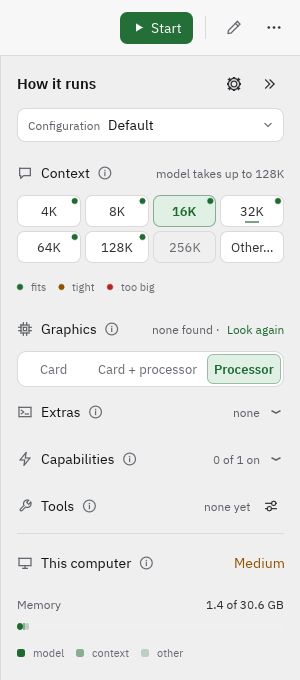 Start
How it runs
Configuration Default
Context model takes up to 128K
4K 8K 16K 32K
64K 128K 256K Other...
fits tight too big
Graphics none found · Look again
Card Card + processor Processor
Extras none
Capabilities 0 of 1 on
Tools none yet
This computer Medium
Memory 1.4 of 30.6 GB
model context other